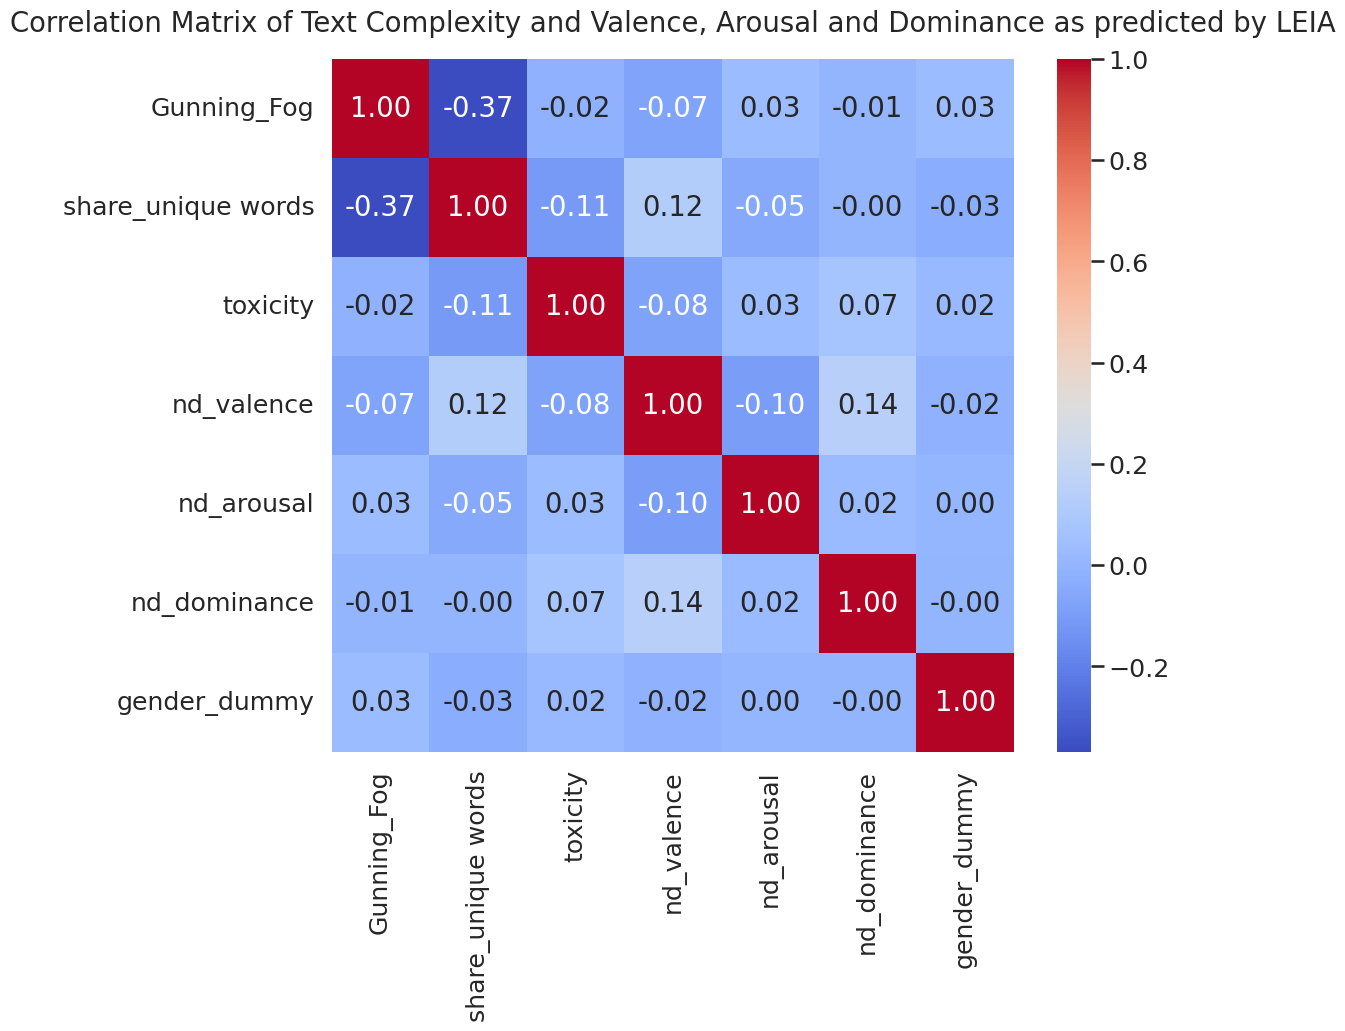 Correlation Matrix of Text Complexity and Valence, Arousal and Dominance as predicted by LEIA
Gunning_Fog 1.00 -0.37 -0.02 -0.07 0.03 -0.01 0.03
share_unique words -0.37 1.00 -0.11 0.12 -0.05 -0.00 -0.03
toxicity -0.02 -0.11 1.00 -0.08 0.03 0.07 0.02
nd_valence -0.07 0.12 -0.08 1.00 -0.10 0.14 -0.02
nd_arousal 0.03 -0.05 0.03 -0.10 1.00 0.02 0.00
nd_dominance -0.01 -0.00 0.07 0.14 0.02 1.00 -0.00
gender_dummy 0.03 -0.03 0.02 -0.02 0.00 -0.00 1.00
Gunning_Fog
share_unique words
toxicity
nd_valence
nd_arousal
nd_dominance
gender_dummy
1.0
0.8
0.6
0.4
0.2
0.0
−0.2